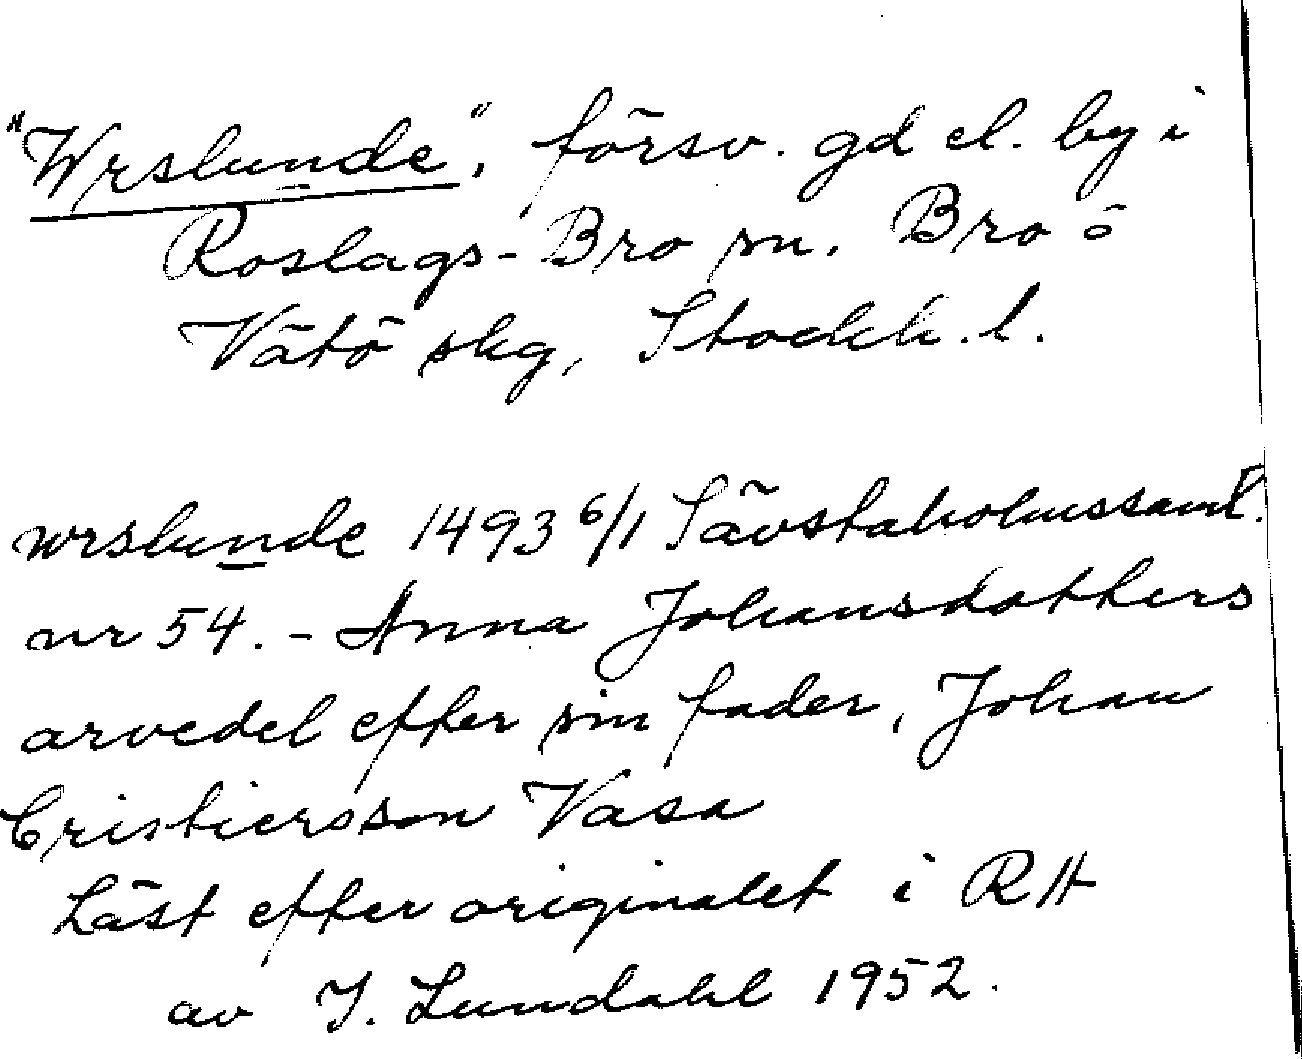 "Wrslunde", försv. gd el. by i
Roslags-Bro sn. Bro o
Vätö skg, Stockh. l.
wrslunde 1493 6/1 Sävstaholmssaml.
nr 54. - Anna Johansdotters
arvedel efter sin fader, Johan
Cristiersson Vasa
Läst efter originalet i RA
av I. Lundahl 1952.